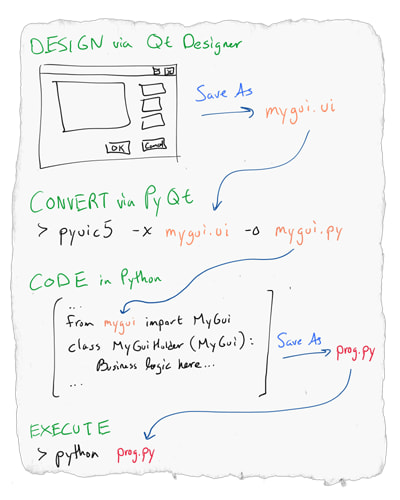 DESIGN via Qt Designer
OK
Cancel
Save As
mygui.ui
CONVERT via PyQt
> pyuic5 -x mygui.ui -o mygui.py
CODE in Python
...
from mygui import MyGui
class MyGuiHolder (MyGui):
Business logic here...
...
Save As
prog.py
EXECUTE
> python prog.py